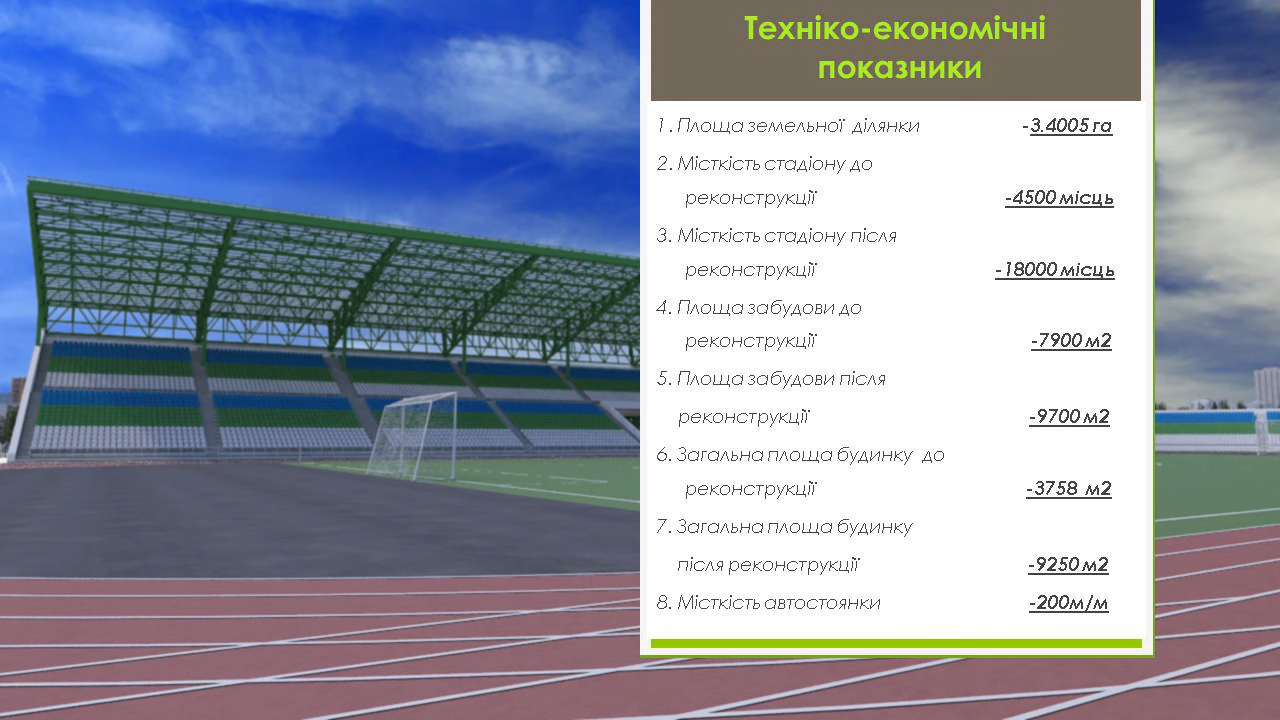 Техніко-економічні
показники
1. Площа земельної ділянки -3.4005 га
2. Місткість стадіону до
реконструкції -4500 місць
3. Місткість стадіону після
реконструкції -18000 місць
4. Площа забудови до
реконструкції -7900 м2
5. Площа забудови після
реконструкції -9700 м2
6. Загальна площа будинку до
реконструкції -3758 м2
7. Загальна площа будинку
після реконструкції -9250 м2
8. Місткість автостоянки -200м/м